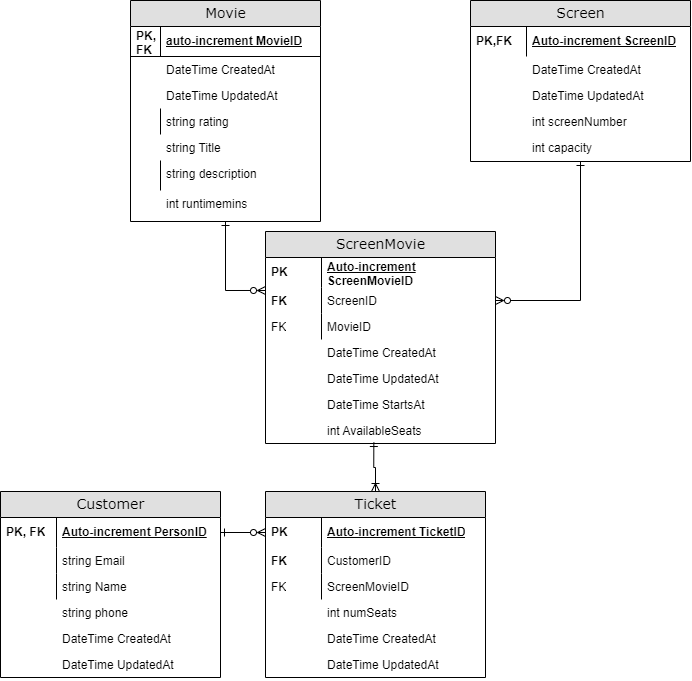 Movie
PK, FK auto-increment MovieID
DateTime CreatedAt
DateTime UpdatedAt
string rating
string Title
string description
int runtimemins
Screen
PK,FK Auto-increment ScreenID
DateTime CreatedAt
DateTime UpdatedAt
int screenNumber
int capacity
ScreenMovie
PK Auto-increment
ScreenMovieID
FK ScreenID
FK MovieID
DateTime CreatedAt
DateTime UpdatedAt
DateTime StartsAt
int AvailableSeats
Customer
PK, FK Auto-increment PersonID
string Email
string Name
string phone
DateTime CreatedAt
DateTime UpdatedAt
Ticket
PK Auto-increment TicketID
FK CustomerID
FK ScreenMovieID
int numSeats
DateTime CreatedAt
DateTime UpdatedAt